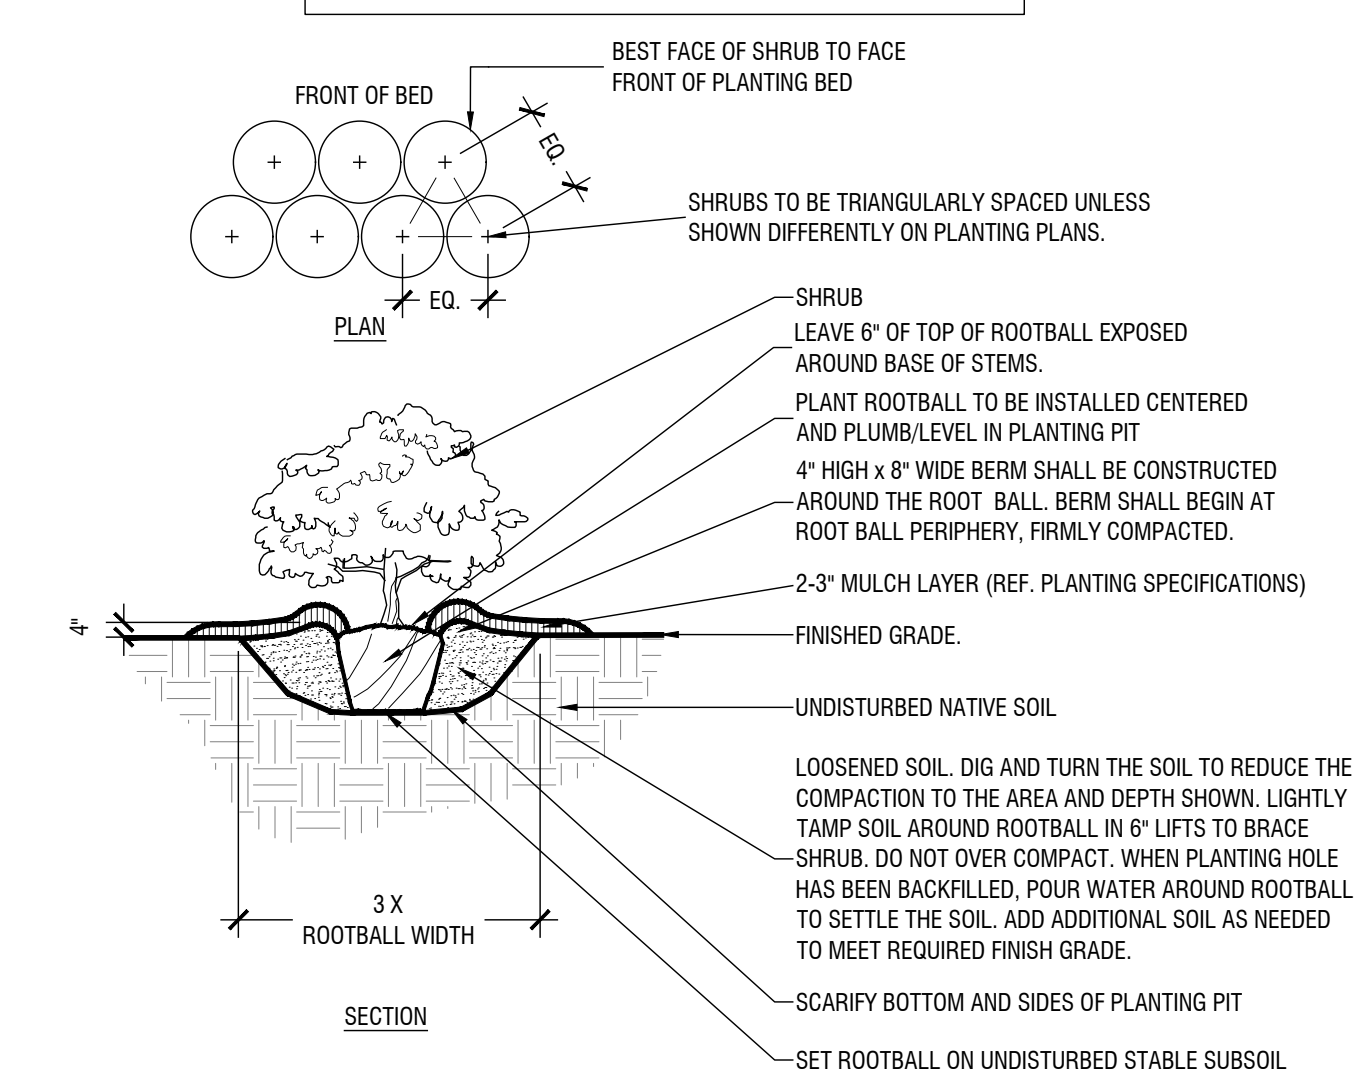 BEST FACE OF SHRUB TO FACE
FRONT OF PLANTING BED
FRONT OF BED
EQ.
SHRUBS TO BE TRIANGULARLY SPACED UNLESS
SHOWN DIFFERENTLY ON PLANTING PLANS.
EQ.
PLAN
SHRUB
LEAVE 6" OF TOP OF ROOTBALL EXPOSED
AROUND BASE OF STEMS.
PLANT ROOTBALL TO BE INSTALLED CENTERED
AND PLUMB/LEVEL IN PLANTING PIT
4" HIGH x 8" WIDE BERM SHALL BE CONSTRUCTED
AROUND THE ROOT BALL. BERM SHALL BEGIN AT
ROOT BALL PERIPHERY, FIRMLY COMPACTED.
2-3" MULCH LAYER (REF. PLANTING SPECIFICATIONS)
4"
FINISHED GRADE.
UNDISTURBED NATIVE SOIL
LOOSENED SOIL. DIG AND TURN THE SOIL TO REDUCE THE
COMPACTION TO THE AREA AND DEPTH SHOWN. LIGHTLY
TAMP SOIL AROUND ROOTBALL IN 6" LIFTS TO BRACE
SHRUB. DO NOT OVER COMPACT. WHEN PLANTING HOLE
HAS BEEN BACKFILLED, POUR WATER AROUND ROOTBALL
TO SETTLE THE SOIL. ADD ADDITIONAL SOIL AS NEEDED
TO MEET REQUIRED FINISH GRADE.
3 X
ROOTBALL WIDTH
SCARIFY BOTTOM AND SIDES OF PLANTING PIT
SECTION
SET ROOTBALL ON UNDISTURBED STABLE SUBSOIL